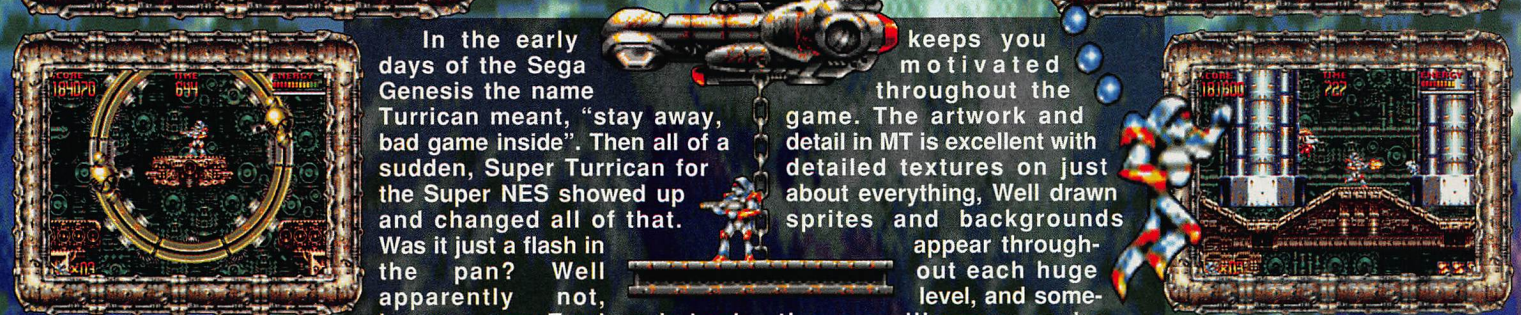 In the early
days of the Sega
Genesis the name
Turrican meant, “stay away,
bad game inside”. Then all of a
sudden, Super Turrican for
the Super NES showed up
and changed all of that.
Was it just a flash in
the pan? Well
apparently not,
keeps you
motivated
throughout the
game. The artwork and
detail in MT is excellent with
detailed textures on just
about everything, Well drawn
sprites and backgrounds
appear through-
out each huge
level, and some-
SCORE
184070
TIME
644
ENERGY
SCORE
181600
TIME
727
ENERGY